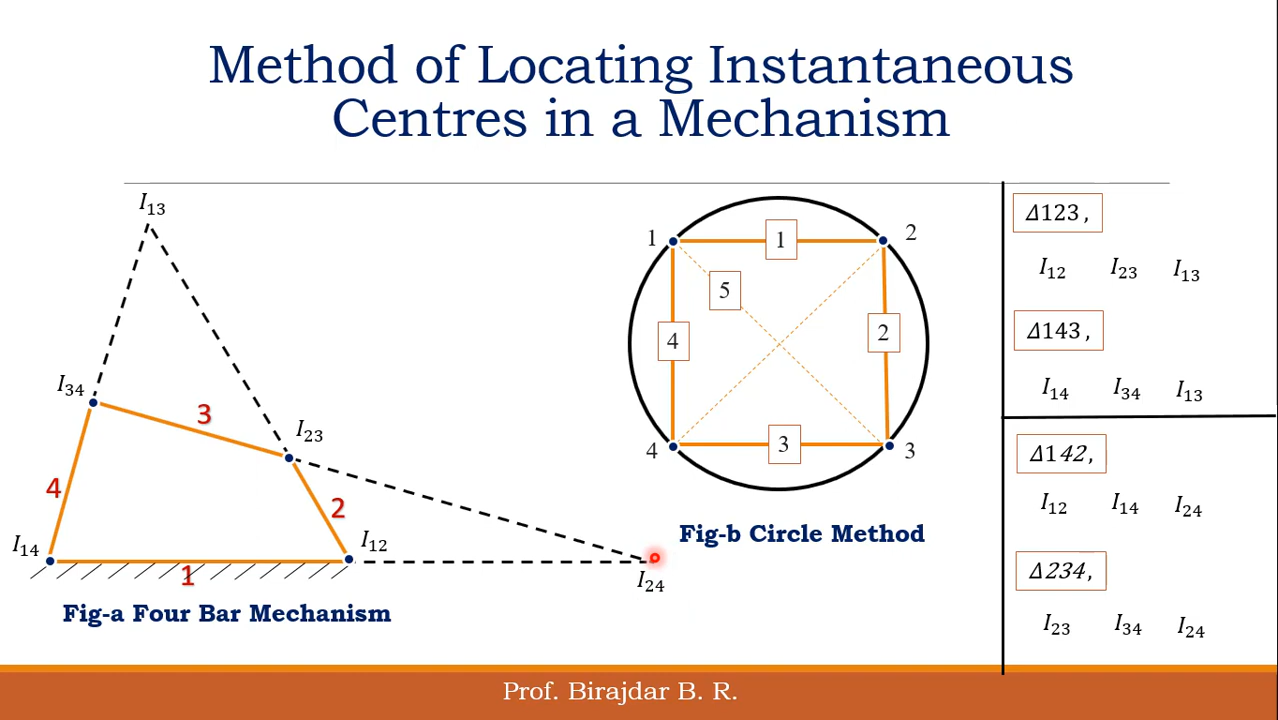 Method of Locating Instantaneous
Centres in a Mechanism
I₁₃
I₃₄
3
I₂₃
4
2
I₁₄
I₁₂
1
I₂₄
Fig-a Four Bar Mechanism
1
1
2
5
4
2
4
3
3
Fig-b Circle Method
Δ123,
I₁₂ I₂₃ I₁₃
Δ143,
I₁₄ I₃₄ I₁₃
Δ142,
I₁₂ I₁₄ I₂₄
Δ234,
I₂₃ I₃₄ I₂₄
Prof. Birajdar B. R.